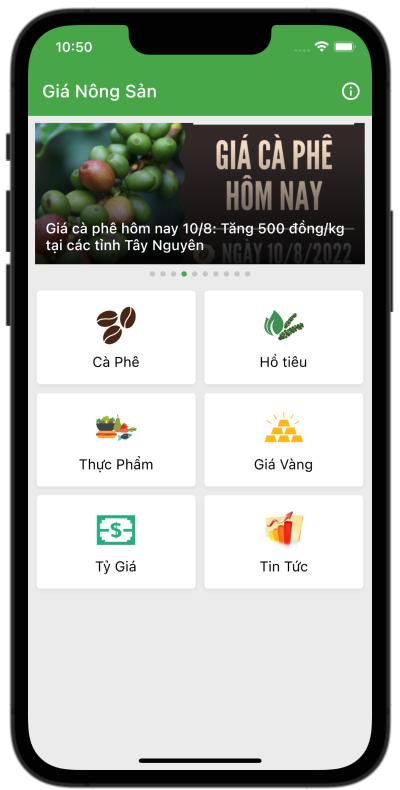 10:50
Giá Nông Sản
GIÁ CÀ PHÊ
HÔM NAY
Giá cà phê hôm nay 10/8: Tăng 500 đồng/kg
tại các tỉnh Tây Nguyên
NGÀY 10/8/2022
Cà Phê
Hồ tiêu
Thực Phẩm
Giá Vàng
$
Tỷ Giá
Tin Tức